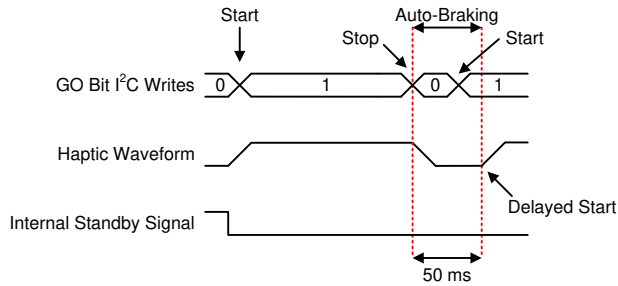 Start
Auto-Braking
Stop
Start
GO Bit I²C Writes
0
1
0
1
Haptic Waveform
Delayed Start
Internal Standby Signal
50 ms